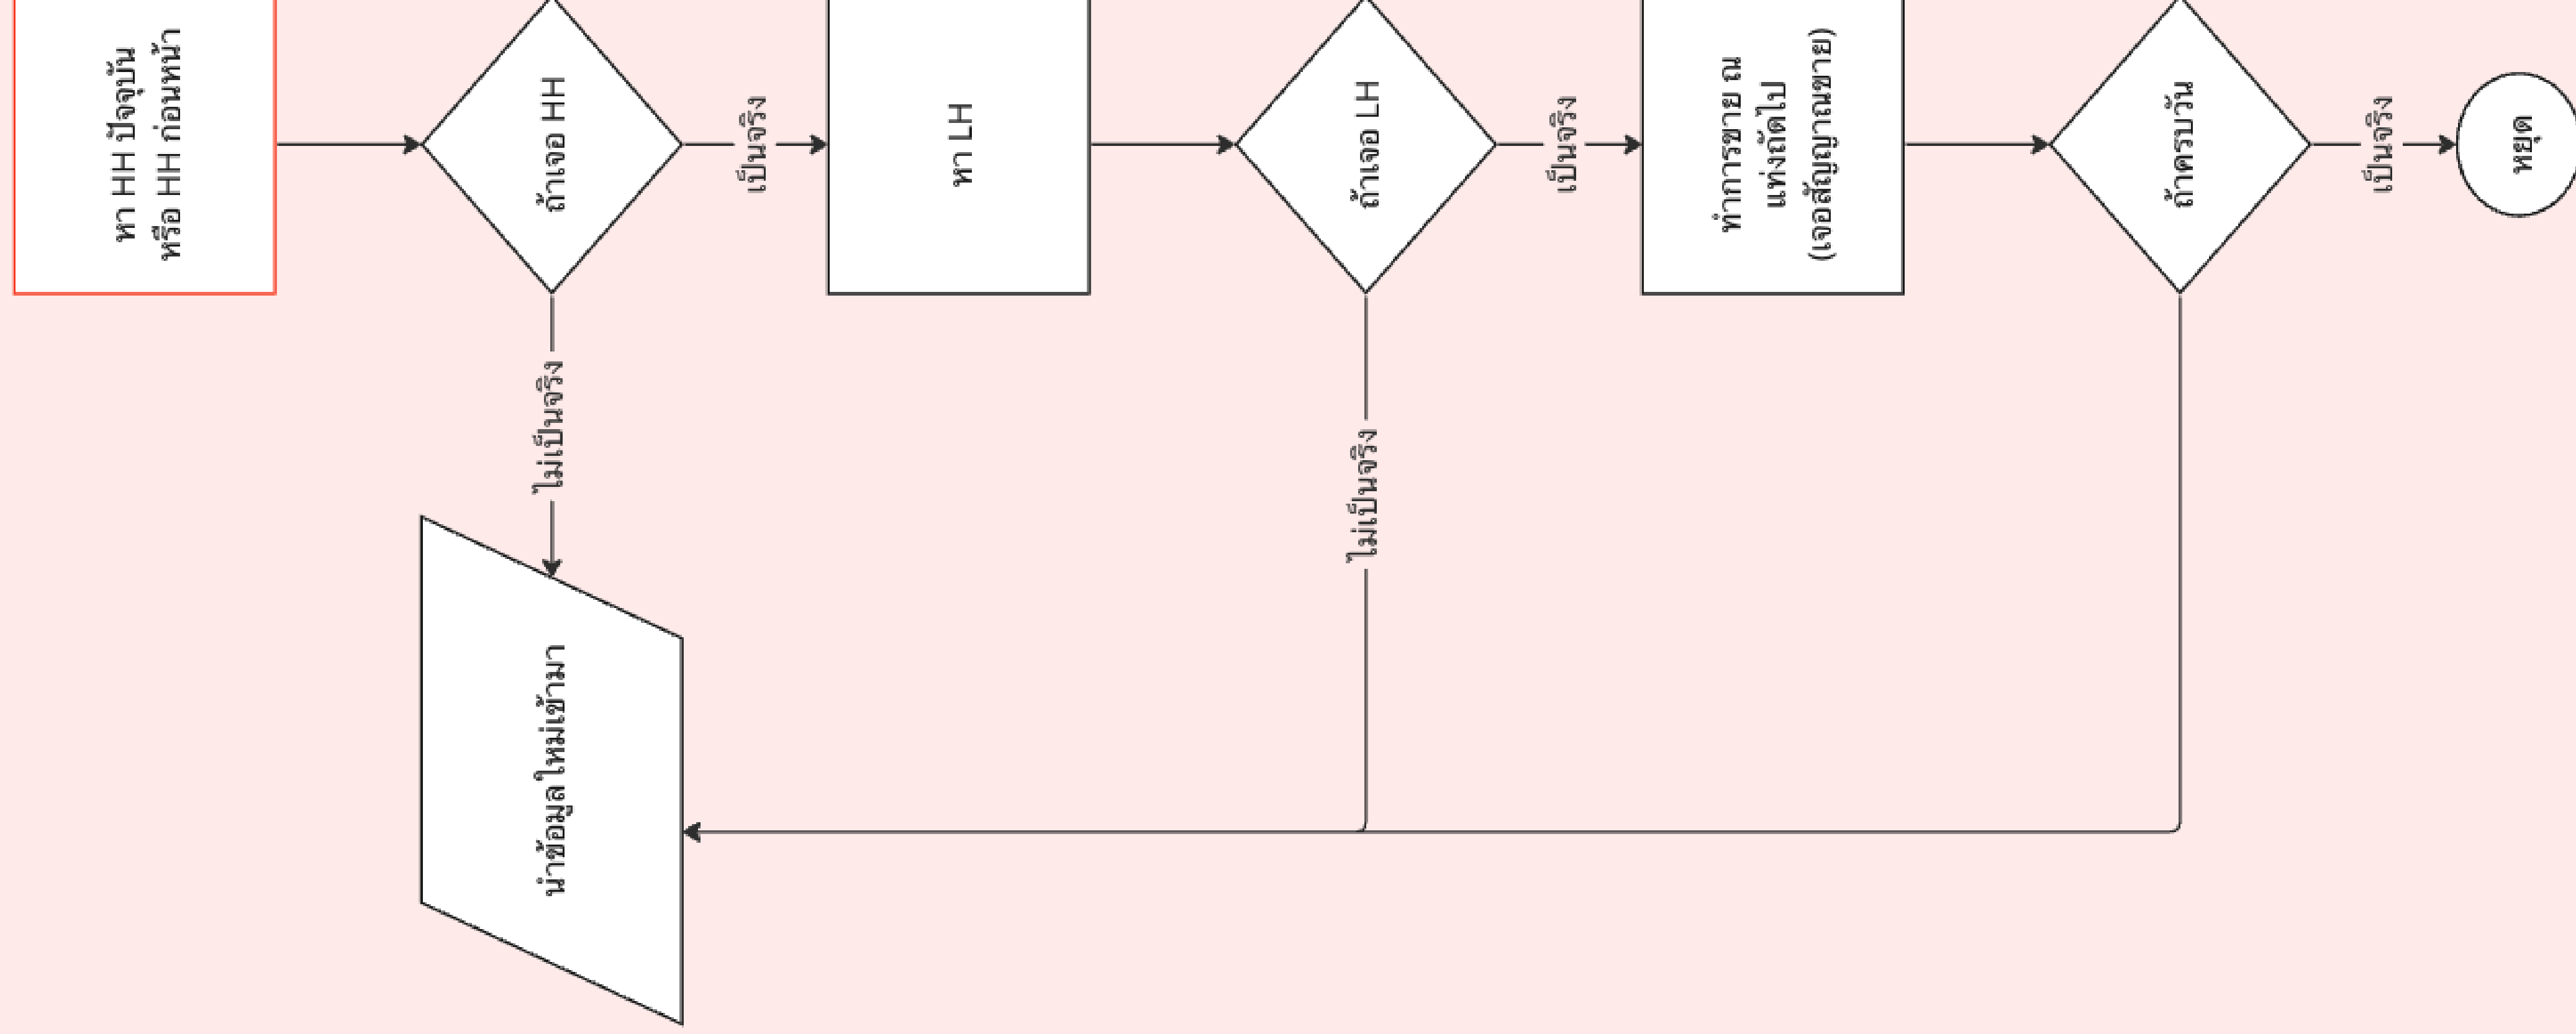 หา HH ปัจจุบัน
หรือ HH ก่อนหน้า
ถ้าเจอ HH
เป็นจริง
ไม่เป็นจริง
นำข้อมูลใหม่เข้ามา
หา LH
ถ้าเจอ LH
เป็นจริง
ไม่เป็นจริง
ทำการขาย ณ
แท่งถัดไป
(เจอสัญญาณขาย)
ถ้าครบวัน
เป็นจริง
หยุด